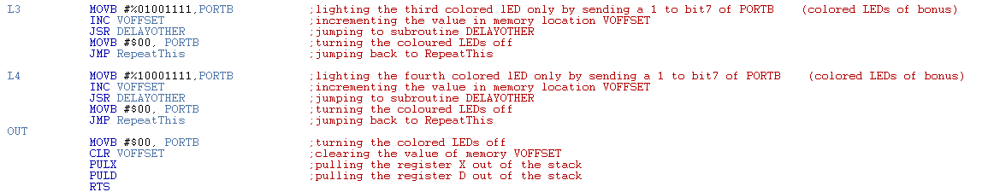 L3 MOVB #%01001111,PORTB ;lighting the third colored lED only by sending a 1 to bit7 of PORTB (colored LEDs of bonus)
INC VOFFSET ;incrementing the value in memory location VOFFSET
JSR DELAYOTHER ;jumping to subroutine DELAYOTHER
MOVB #$00, PORTB ;turning the coloured LEDs off
JMP RepeatThis ;jumping back to RepeatThis
L4 MOVB #%10001111,PORTB ;lighting the fourth colored lED only by sending a 1 to bit7 of PORTB (colored LEDs of bonus)
INC VOFFSET ;incrementing the value in memory location VOFFSET
JSR DELAYOTHER ;jumping to subroutine DELAYOTHER
MOVB #$00, PORTB ;turning the coloured LEDs off
JMP RepeatThis ;jumping back to RepeatThis
OUT
MOVB #$00, PORTB ;turning the colored LEDs off
CLR VOFFSET ;clearing the value of memory VOFFSET
PULX ;pulling the register X out of the stack
PULD ;pulling the register D out of the stack
RTS